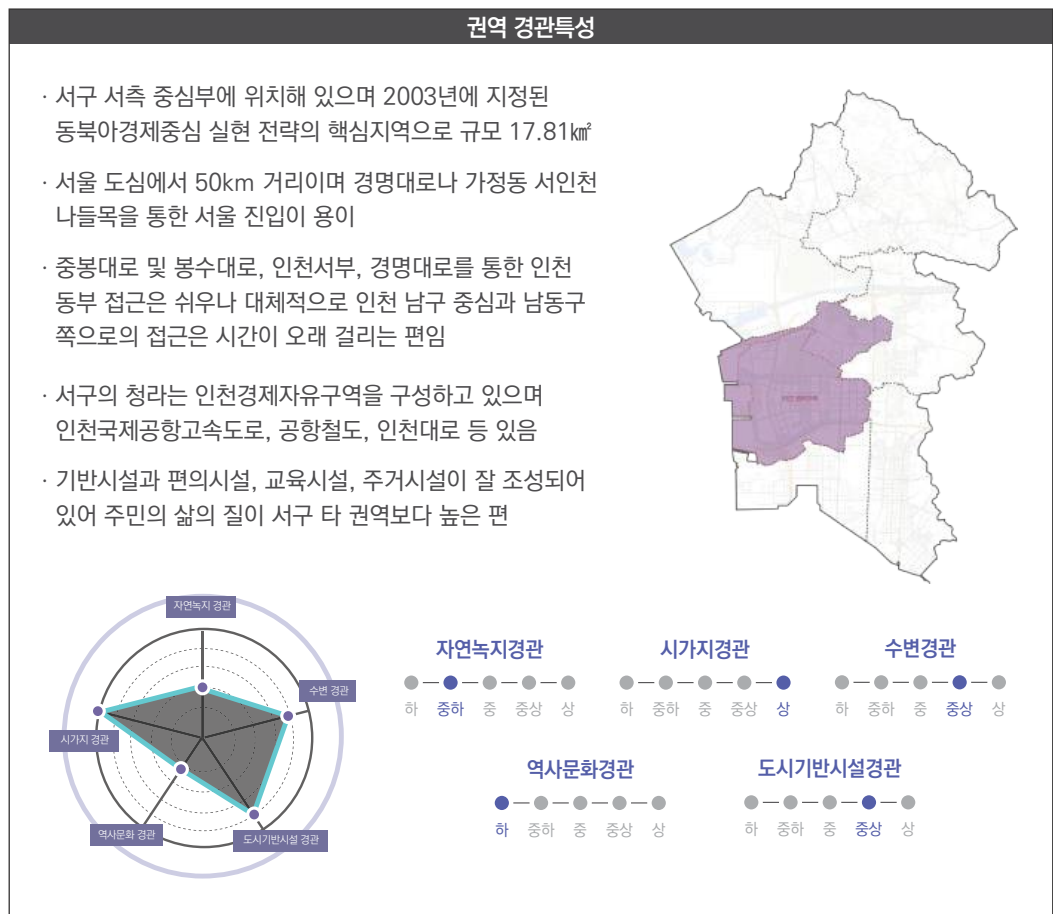 권역 경관특성
· 서구 서측 중심부에 위치해 있으며 2003년에 지정된
동북아경제중심 실현 전략의 핵심지역으로 규모 17.81㎢
· 서울 도심에서 50km 거리이며 경명대로나 가정동 서인천
나들목을 통한 서울 진입이 용이
· 중봉대로 및 봉수대로, 인천서부, 경명대로를 통한 인천
동부 접근은 쉬우나 대체적으로 인천 남구 중심과 남동구
쪽으로의 접근은 시간이 오래 걸리는 편임
· 서구의 청라는 인천경제자유구역을 구성하고 있으며
인천국제공항고속도로, 공항철도, 인천대로 등 있음
· 기반시설과 편의시설, 교육시설, 주거시설이 잘 조성되어
있어 주민의 삶의 질이 서구 타 권역보다 높은 편
자연녹지 경관
수변 경관
시가지 경관
역사문화 경관
도시기반시설 경관
자연녹지경관
하 중하 중 중상 상
시가지경관
하 중하 중 중상 상
수변경관
하 중하 중 중상 상
역사문화경관
하 중하 중 중상 상
도시기반시설경관
하 중하 중 중상 상